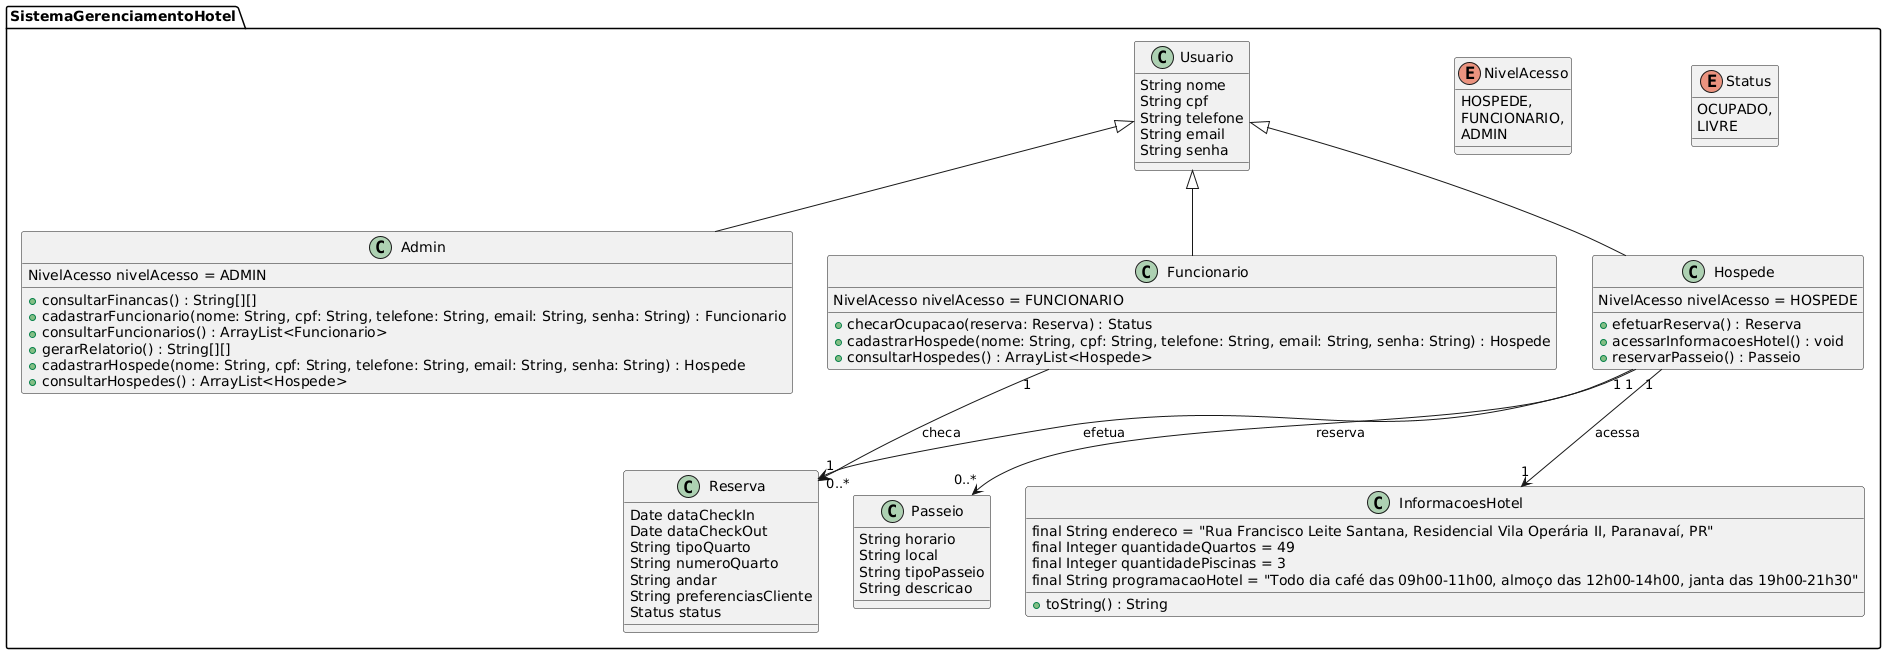 SistemaGerenciamentoHotel
C Usuario
String nome
String cpf
String telefone
String email
String senha
E NivelAcesso
HOSPEDE,
FUNCIONARIO,
ADMIN
E Status
OCUPADO,
LIVRE
C Admin
NivelAcesso nivelAcesso = ADMIN
consultarFinancas() : String[][]
cadastrarFuncionario(nome: String, cpf: String, telefone: String, email: String, senha: String) : Funcionario
consultarFuncionarios() : ArrayList<Funcionario>
gerarRelatorio() : String[][]
cadastrarHospede(nome: String, cpf: String, telefone: String, email: String, senha: String) : Hospede
consultarHospedes() : ArrayList<Hospede>
C Funcionario
NivelAcesso nivelAcesso = FUNCIONARIO
checarOcupacao(reserva: Reserva) : Status
cadastrarHospede(nome: String, cpf: String, telefone: String, email: String, senha: String) : Hospede
consultarHospedes() : ArrayList<Hospede>
C Hospede
NivelAcesso nivelAcesso = HOSPEDE
efetuarReserva() : Reserva
acessarInformacoesHotel() : void
reservarPasseio() : Passeio
1
1
1
1
checa
efetua
reserva
acessa
1
0..*
0..*
1
C Reserva
Date dataCheckIn
Date dataCheckOut
String tipoQuarto
String numeroQuarto
String andar
String preferenciasCliente
Status status
C Passeio
String horario
String local
String tipoPasseio
String descricao
C InformacoesHotel
final String endereco = "Rua Francisco Leite Santana, Residencial Vila Operária II, Paranavaí, PR"
final Integer quantidadeQuartos = 49
final Integer quantidadePiscinas = 3
final String programacaoHotel = "Todo dia café das 09h00-11h00, almoço das 12h00-14h00, janta das 19h00-21h30"
toString() : String